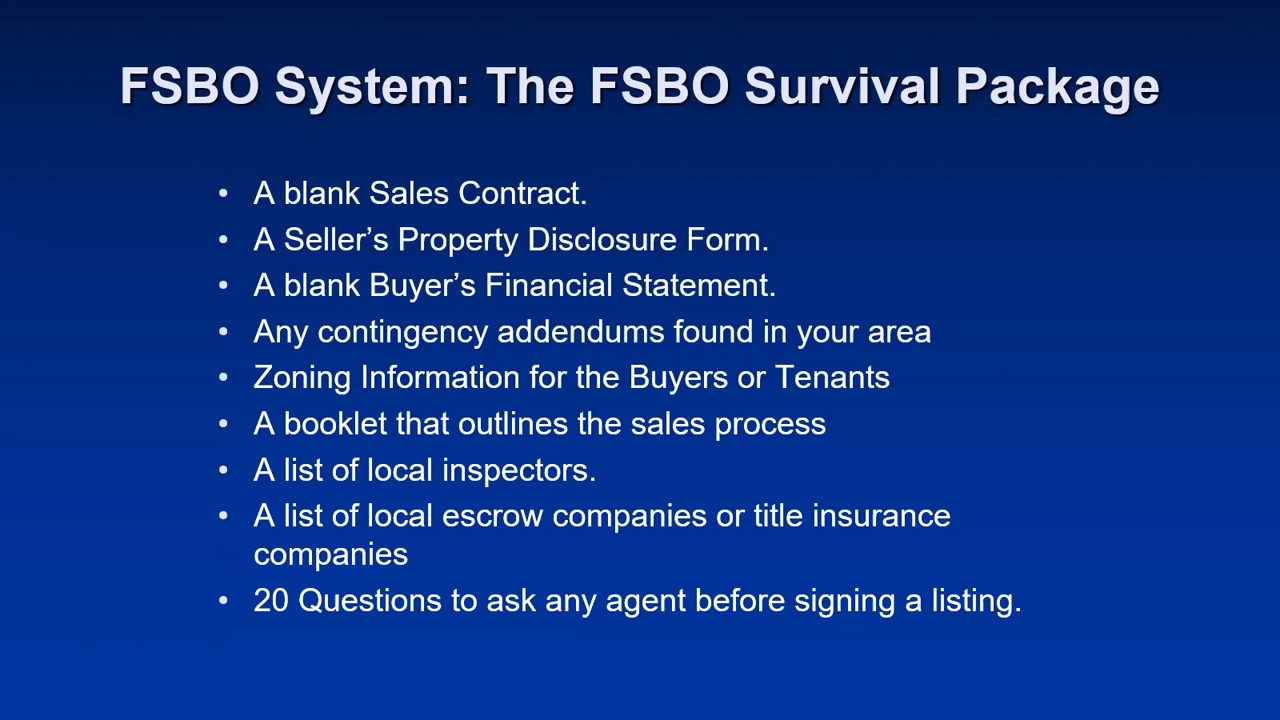 FSBO System: The FSBO Survival Package
• A blank Sales Contract.
• A Seller’s Property Disclosure Form.
• A blank Buyer’s Financial Statement.
• Any contingency addendums found in your area
• Zoning Information for the Buyers or Tenants
• A booklet that outlines the sales process
• A list of local inspectors.
• A list of local escrow companies or title insurance
companies
• 20 Questions to ask any agent before signing a listing.